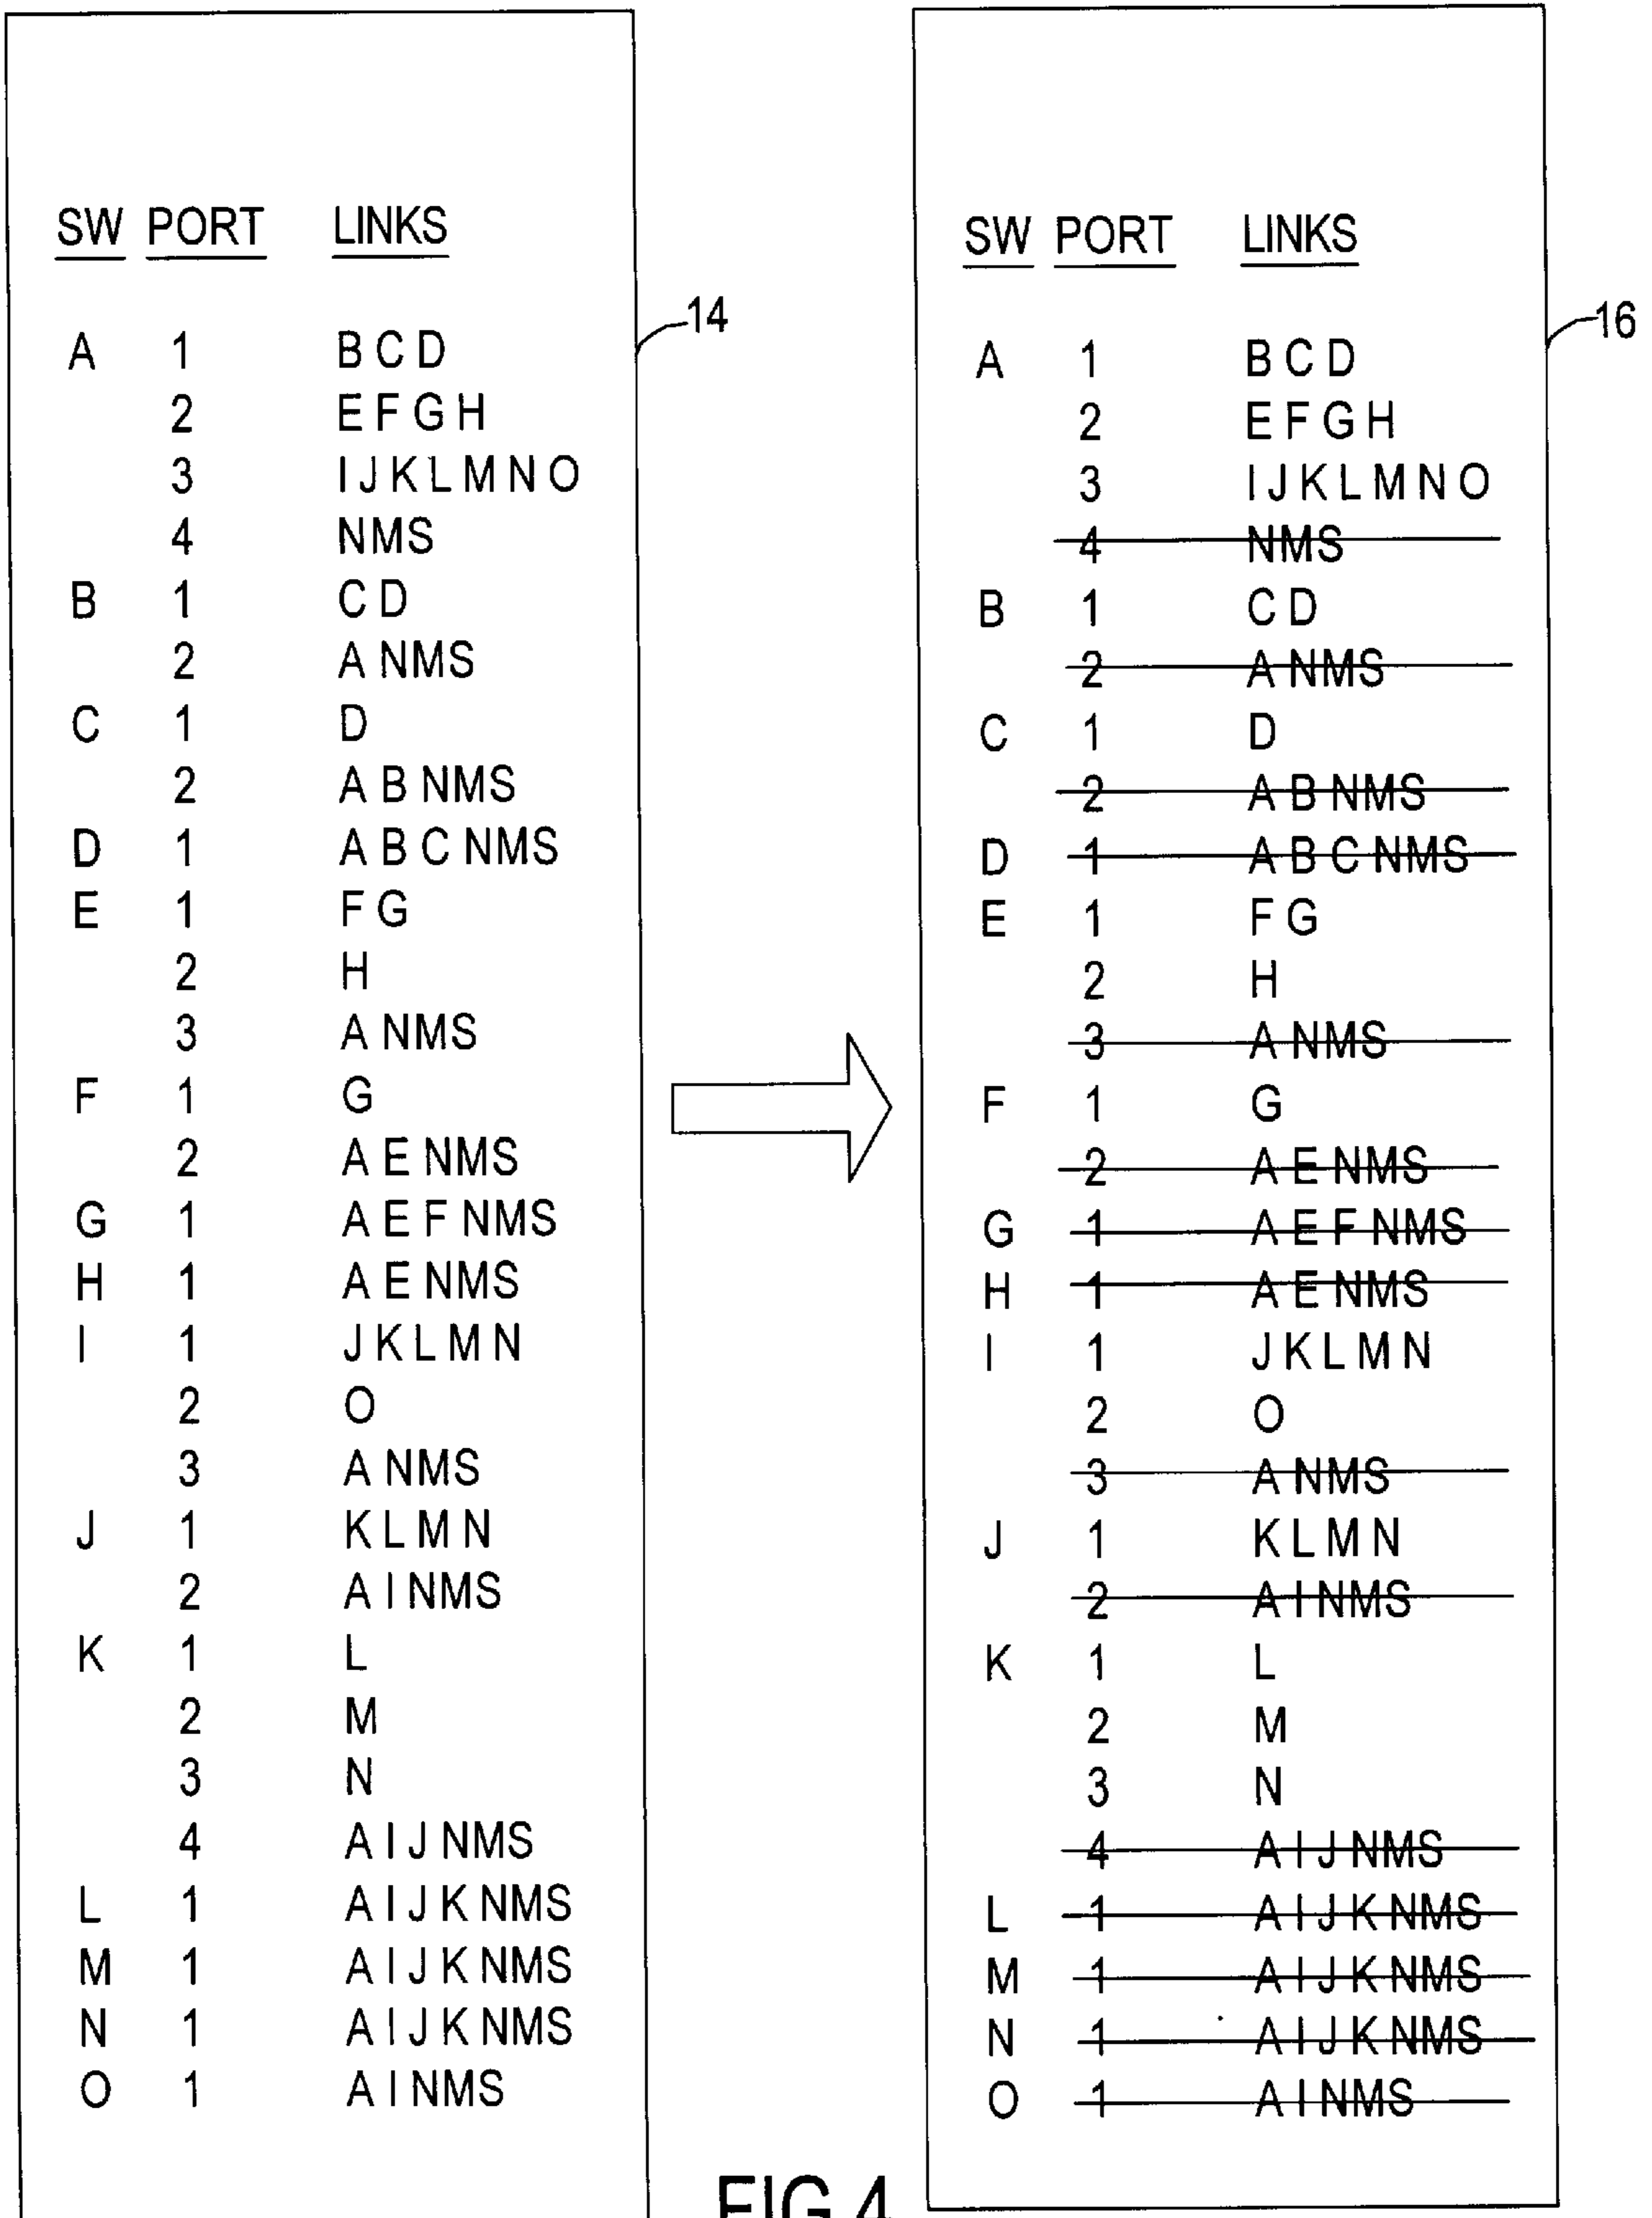 SW PORT LINKS
A 1 B C D
2 E F G H
3 I J K L M N O
4 NMS
B 1 C D
2 A NMS
C 1 D
2 A B NMS
D 1 A B C NMS
E 1 F G
2 H
3 A NMS
F 1 G
2 A E NMS
G 1 A E F NMS
H 1 A E NMS
I 1 J K L M N
2 O
3 A NMS
J 1 K L M N
2 A I NMS
K 1 L
2 M
3 N
4 A I J NMS
L 1 A I J K NMS
M 1 A I J K NMS
N 1 A I J K NMS
O 1 A I NMS
14
SW PORT LINKS
A 1 B C D
2 E F G H
3 I J K L M N O
4 NMS
B 1 C D
2 A NMS
C 1 D
2 A B NMS
D 1 A B C NMS
E 1 F G
2 H
3 A NMS
F 1 G
2 A E NMS
G 1 A E F NMS
H 1 A E NMS
I 1 J K L M N
2 O
3 A NMS
J 1 K L M N
2 A I NMS
K 1 L
2 M
3 N
4 A I J NMS
L 1 A I J K NMS
M 1 A I J K NMS
N 1 A I J K NMS
O 1 A I NMS
16
FIG.4